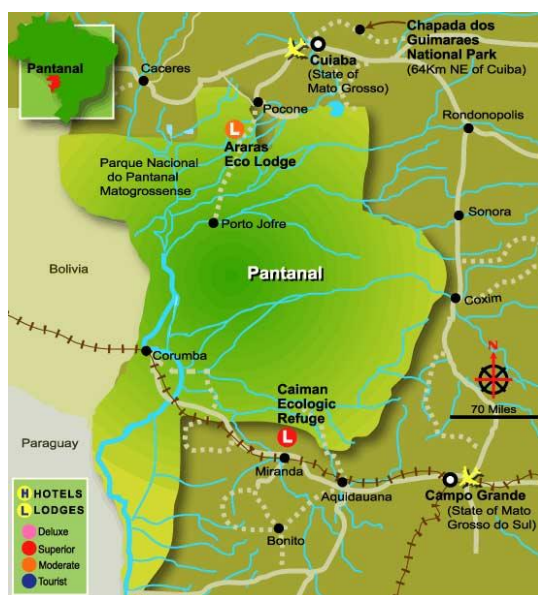 Pantanal
Caceres
Cuiaba
(State of
Mato Grosso)
Chapada dos
Guimaraes
National Park
(64Km NE of Cuiba)
Pocone
L
Araras
Eco Lodge
Rondonopolis
Parque Nacional
do Pantanal
Matogrossense
Porto Jofre
Sonora
Bolivia
Pantanal
Coxim
Corumba
N
70 Miles
Caiman
Ecologic
Refuge
L
Paraguay
Miranda
Aquidauana
Campo Grande
(State of Mato
Grosso do Sul)
Bonito
H HOTELS
L LODGES
Deluxe
Superior
Moderate
Tourist